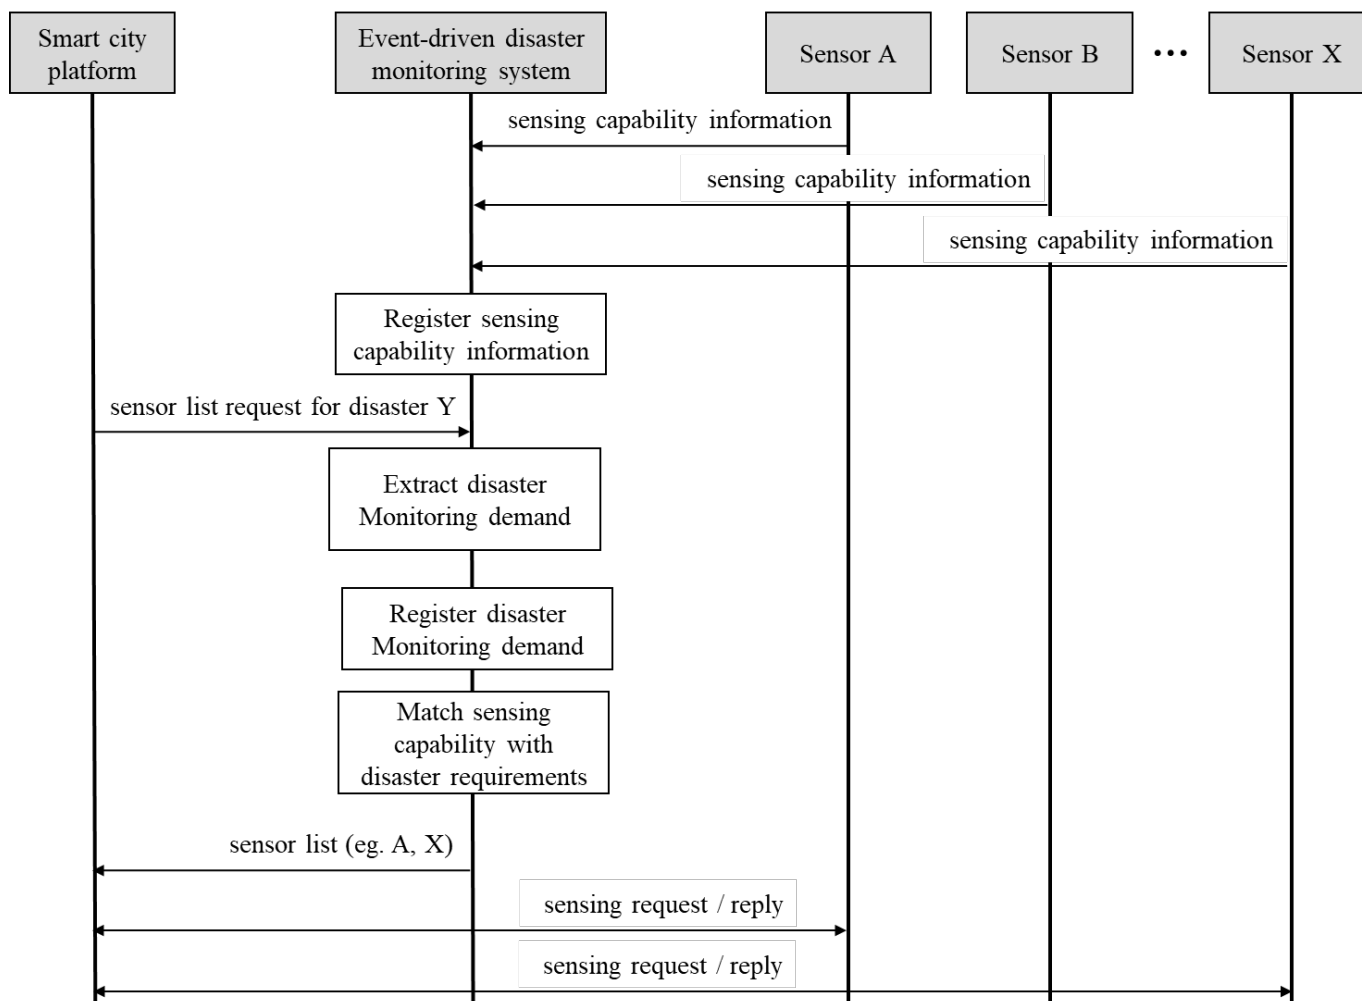 Smart city
platform
Event-driven disaster
monitoring system
Sensor A
Sensor B
...
Sensor X
sensing capability information
sensing capability information
sensing capability information
Register sensing
capability information
sensor list request for disaster Y
Extract disaster
Monitoring demand
Register disaster
Monitoring demand
Match sensing
capability with
disaster requirements
sensor list (eg. A, X)
sensing request / reply
sensing request / reply